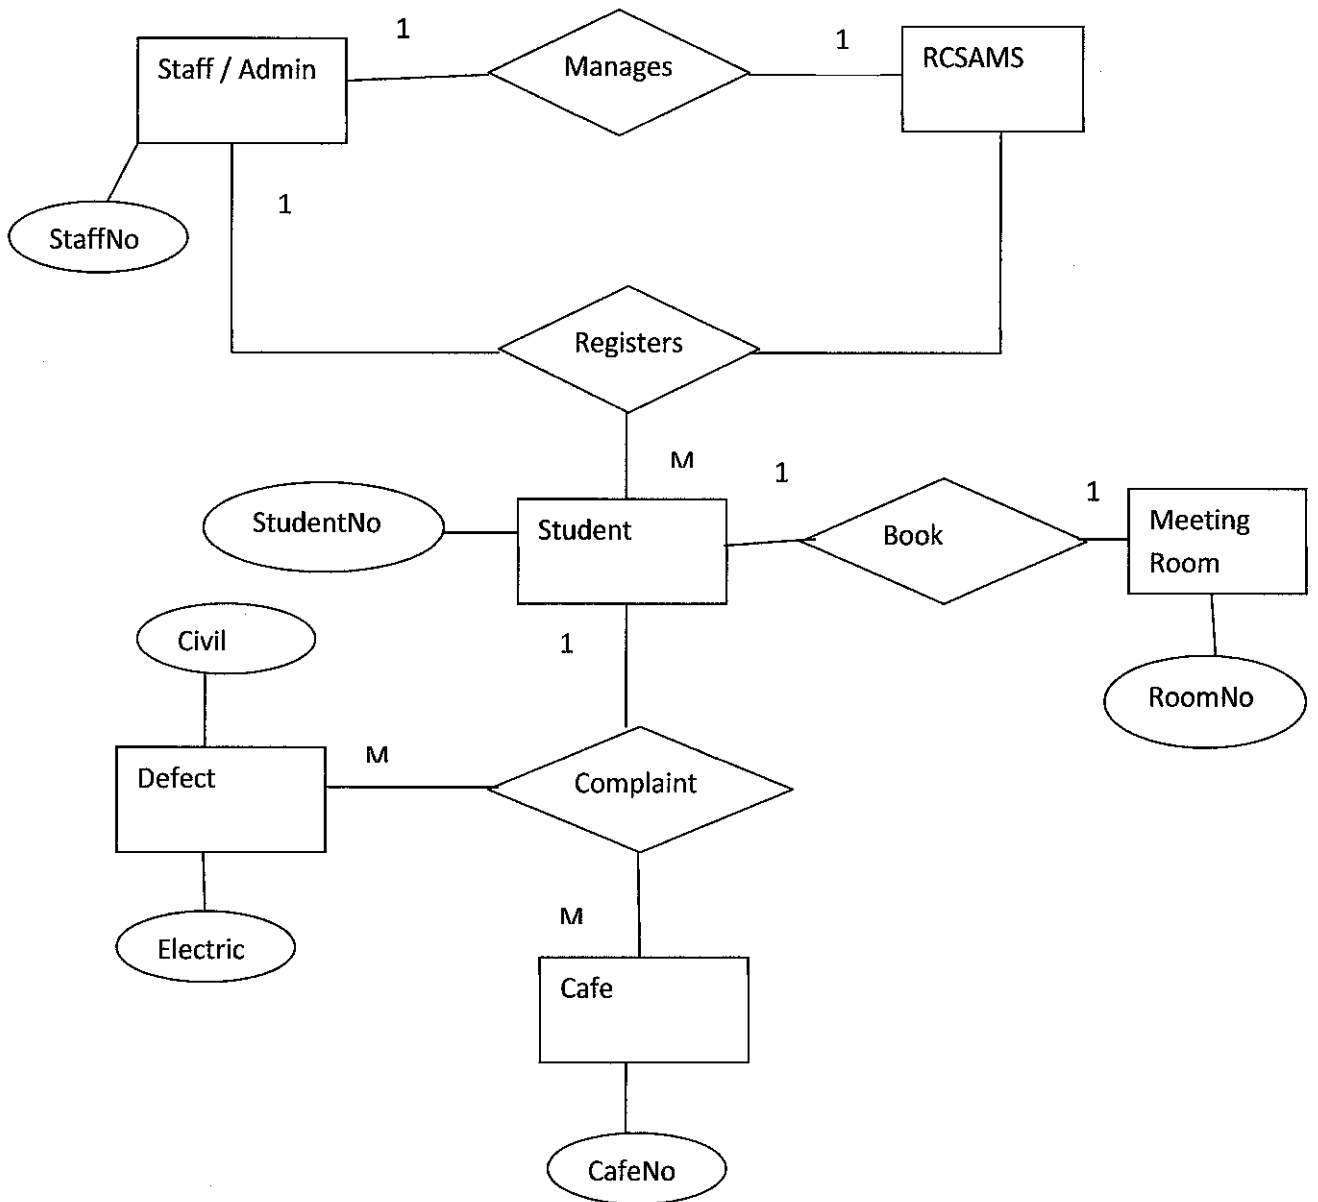 1
1
Staff / Admin
Manages
RCSAMS
1
StaffNo
Registers
M
1
1
StudentNo
Student
Book
Meeting
Room
Civil
1
RoomNo
M
Defect
Complaint
M
Electric
Cafe
CafeNo